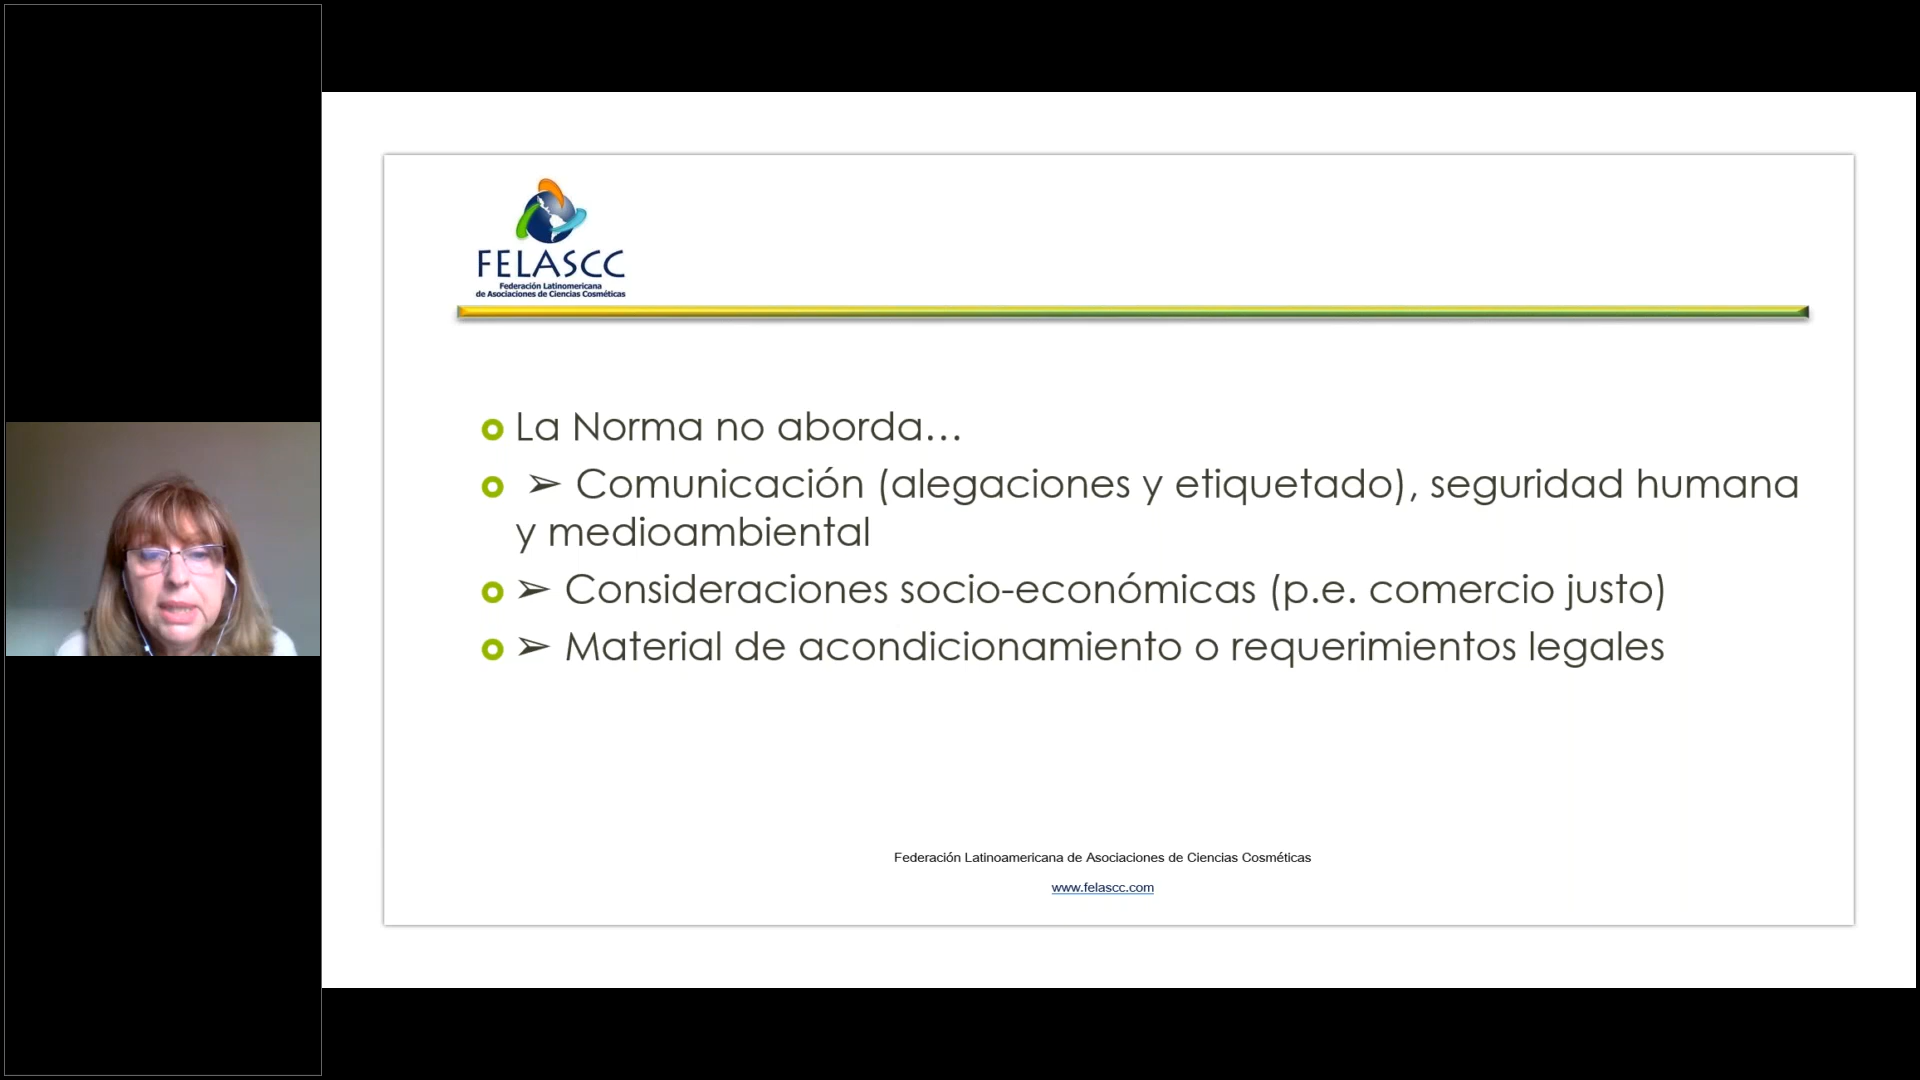 FELASCC
Federación Latinomericana
de Asociaciones de Ciencias Cosméticas
La Norma no aborda…
➢ Comunicación (alegaciones y etiquetado), seguridad humana
y medioambiental
➢ Consideraciones socio-económicas (p.e. comercio justo)
➢ Material de acondicionamiento o requerimientos legales
Federación Latinoamericana de Asociaciones de Ciencias Cosméticas
www.felascc.com